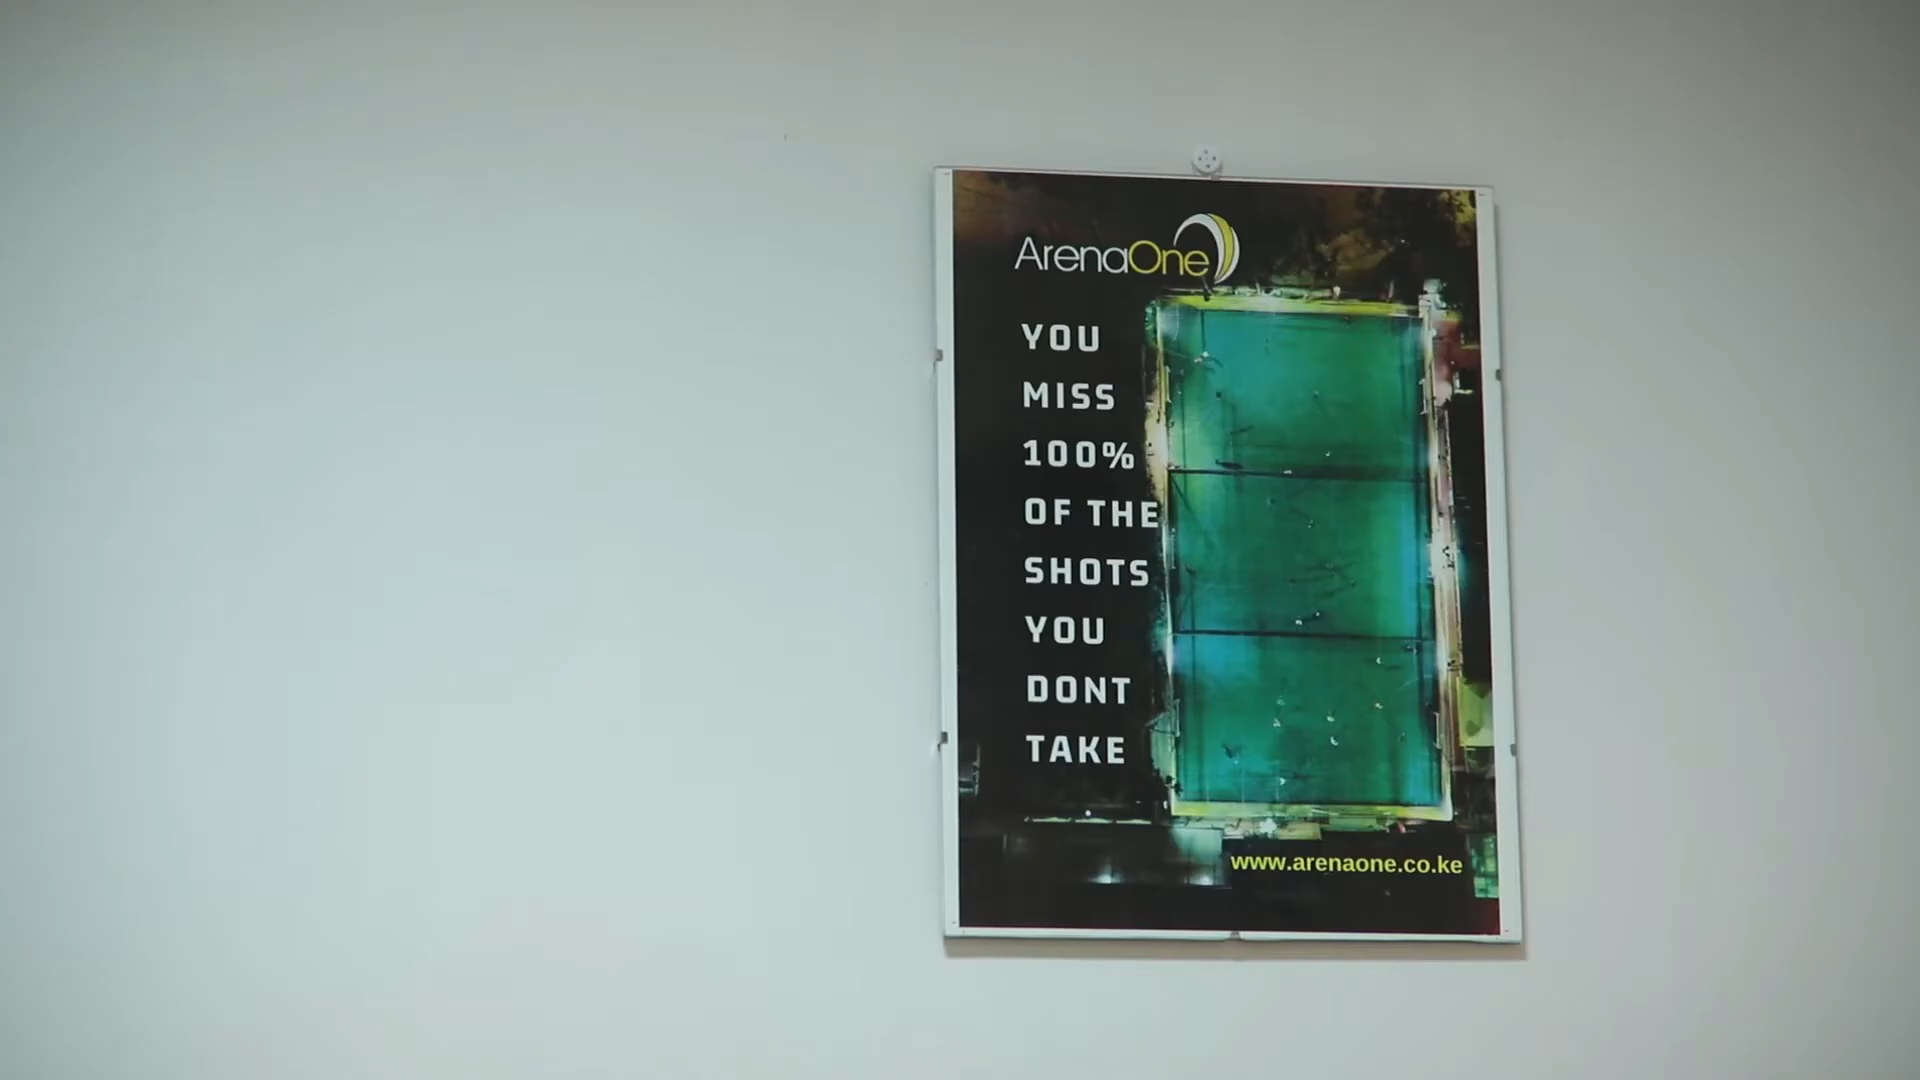 ArenaOne
YOU
MISS
100%
OF THE
SHOTS
YOU
DONT
TAKE
www.arenaone.co.ke